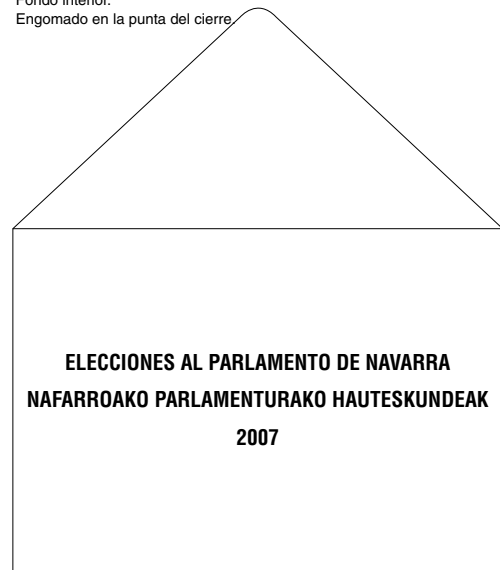 Fondo interior.
Engomado en la punta del cierre.
ELECCIONES AL PARLAMENTO DE NAVARRA
NAFARROAKO PARLAMENTURAKO HAUTESKUNDEAK
2007